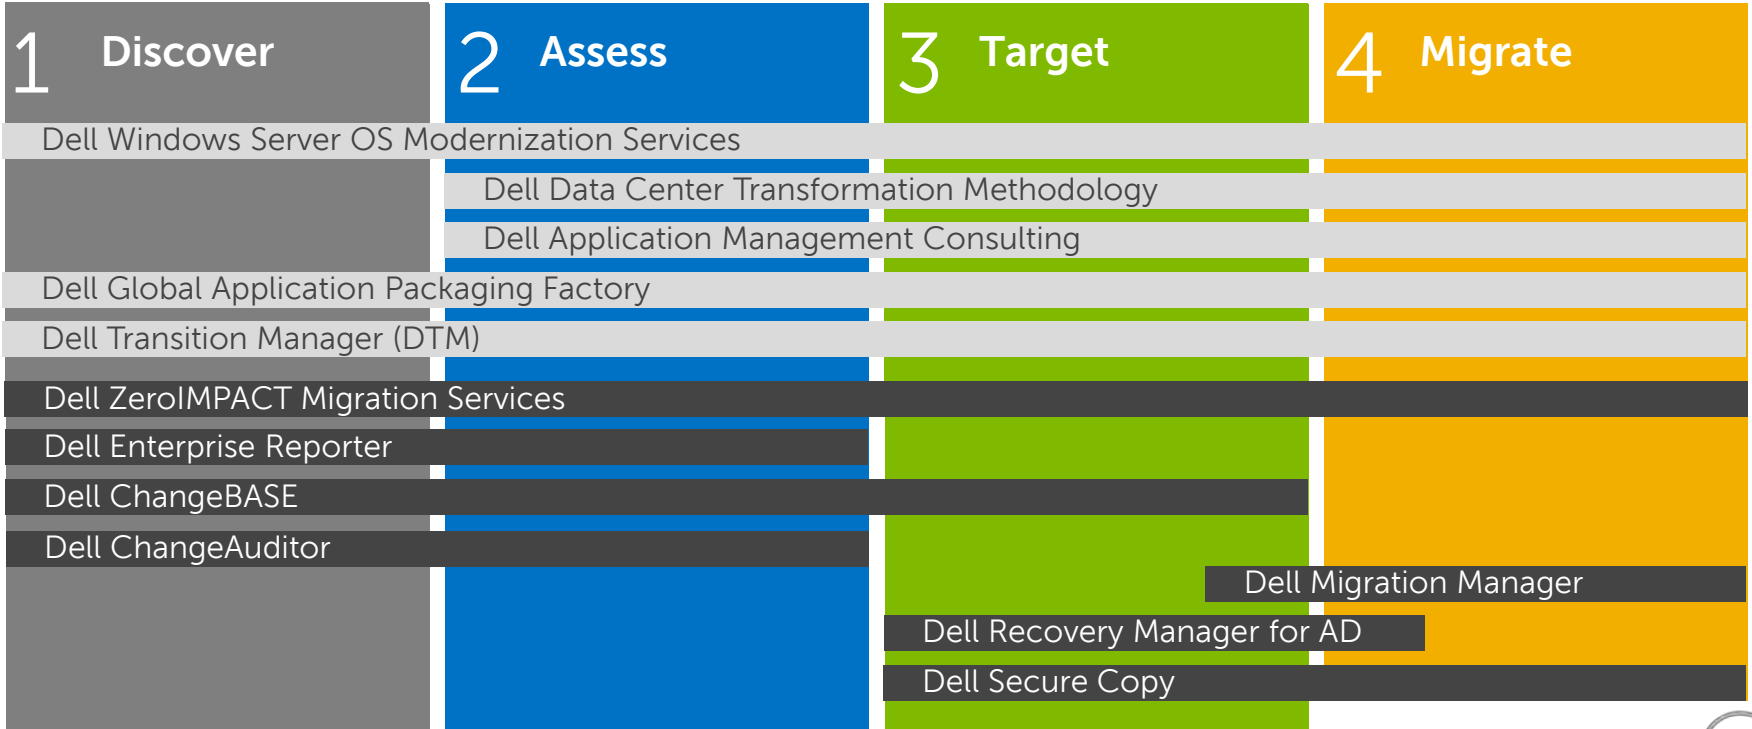 1 Discover
2 Assess
3 Target
4 Migrate
Dell Windows Server OS Modernization Services
Dell Data Center Transformation Methodology
Dell Application Management Consulting
Dell Global Application Packaging Factory
Dell Transition Manager (DTM)
Dell ZeroIMPACT Migration Services
Dell Enterprise Reporter
Dell ChangeBASE
Dell ChangeAuditor
Dell Migration Manager
Dell Recovery Manager for AD
Dell Secure Copy